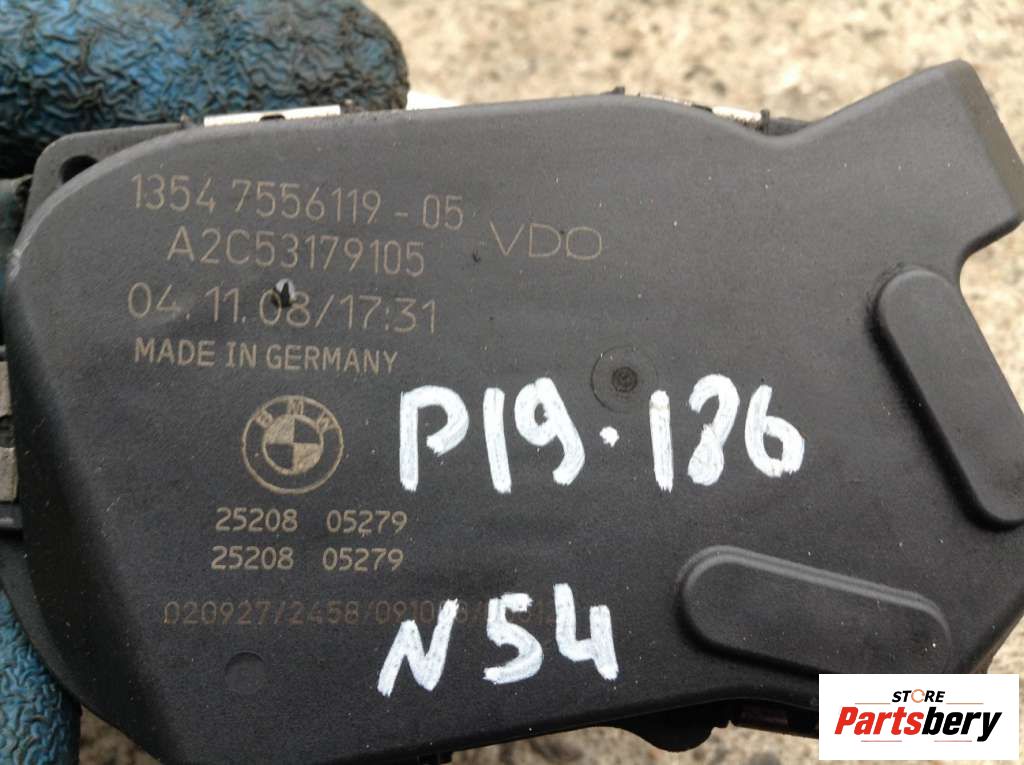 1354 7556119 - 05
A2C53179105
VDO
04.11.08/17:31
MADE IN GERMANY
BMW
P19.186
25208 05279
25208 05279
N54
STORE
Partsbery